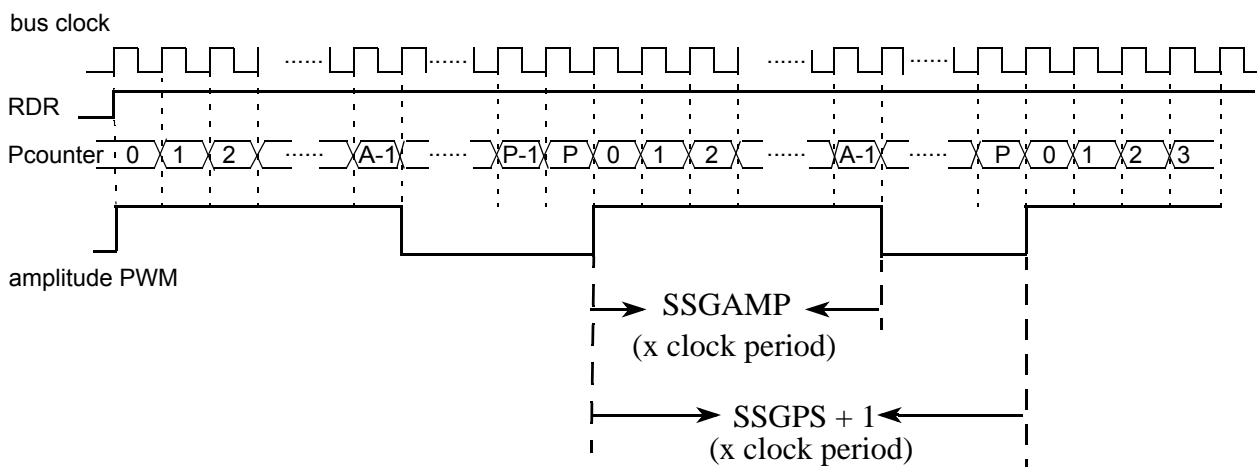 bus clock
...... ...... ...... ......
RDR
Pcounter 0 1 2 ...... A-1 ...... P-1 P 0 1 2 ...... A-1 ...... P 0 1 2 3
amplitude PWM
SSGAMP
(x clock period)
SSGPS + 1
(x clock period)